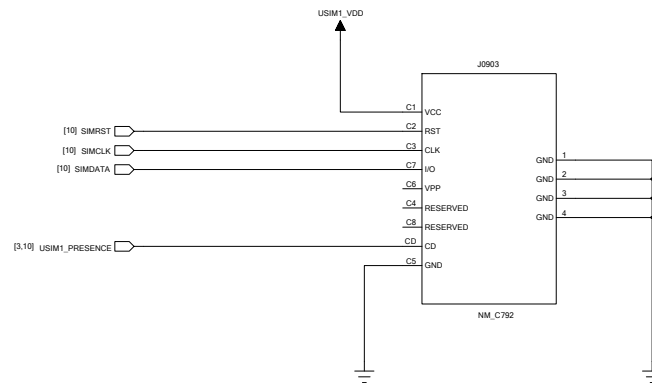 USIM1_VDD
J0903
C1 VCC
[10] SIMRST C2 RST
[10] SIMCLK C3 CLK
[10] SIMDATA C7 I/O
C6 VPP
C4 RESERVED
C8 RESERVED
[3,10] USIM1_PRESENCE CD CD
C5 GND
GND 1
GND 2
GND 3
GND 4
NM_C792